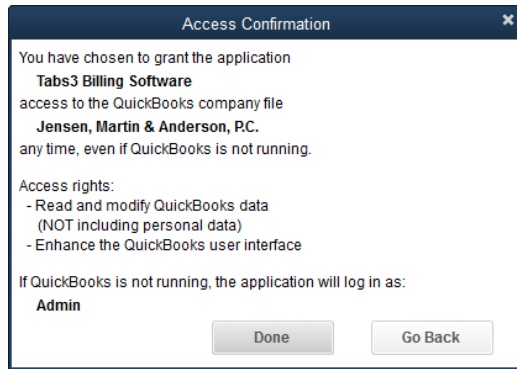 Access Confirmation
You have chosen to grant the application
Tabs3 Billing Software
access to the QuickBooks company file
Jensen, Martin & Anderson, P.C.
any time, even if QuickBooks is not running.
Access rights:
- Read and modify QuickBooks data
(NOT including personal data)
- Enhance the QuickBooks user interface
If QuickBooks is not running, the application will log in as:
Admin
Done Go Back